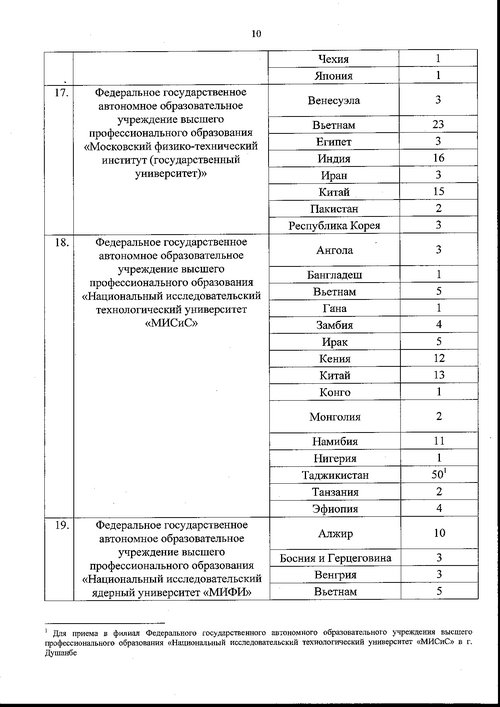 10
Чехия 1
Япония 1
17. Федеральное государственное
автономное образовательное
учреждение высшего
профессионального образования
«Московский физико-технический
институт (государственный
университет)»
Венесуэла 3
Вьетнам 23
Египет 3
Индия 16
Иран 3
Китай 15
Пакистан 2
Республика Корея 3
18. Федеральное государственное
автономное образовательное
учреждение высшего
профессионального образования
«Национальный исследовательский
технологический университет
«МИСиС»
Ангола 3
Бангладеш 1
Вьетнам 5
Гана 1
Замбия 4
Ирак 5
Кения 12
Китай 13
Конго 1
Монголия 2
Намибия 11
Нигерия 1
Таджикистан 50¹
Танзания 2
Эфиопия 4
19. Федеральное государственное
автономное образовательное
учреждение высшего
профессионального образования
«Национальный исследовательский
ядерный университет «МИФИ»
Алжир 10
Босния и Герцеговина 3
Венгрия 3
Вьетнам 5
¹ Для приема в филиал Федерального государственного автономного образовательного учреждения высшего
профессионального образования «Национальный исследовательский технологический университет «МИСиС» в г.
Душанбе